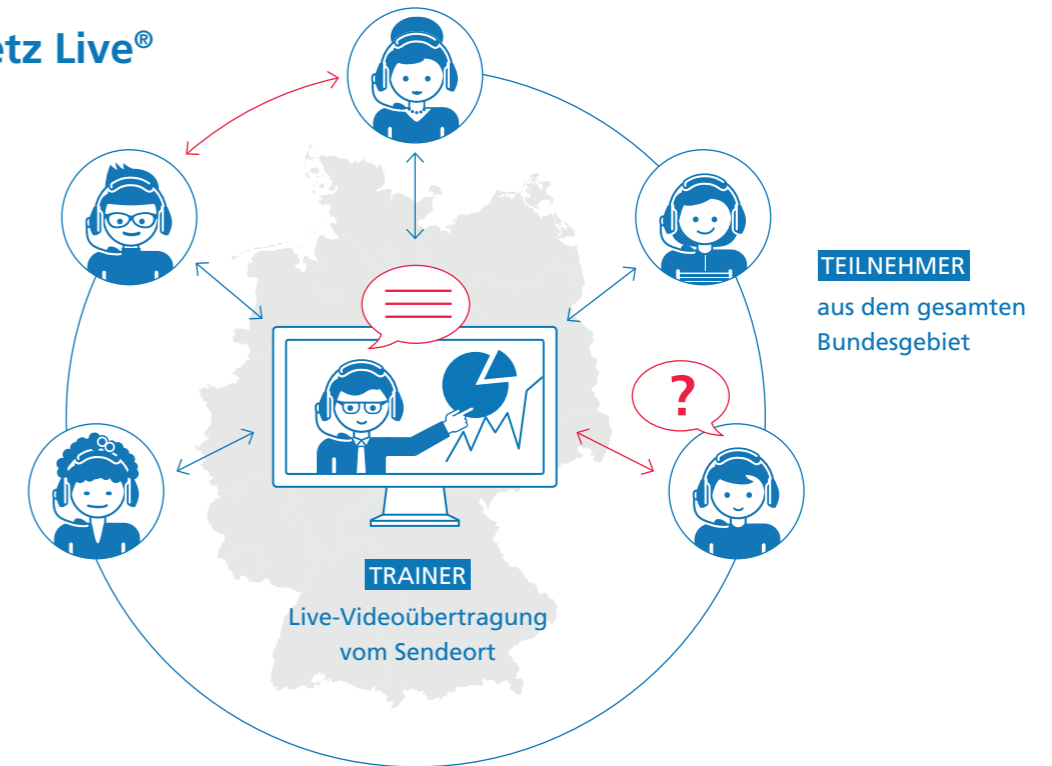 etz Live®
?
TEILNEHMER
aus dem gesamten
Bundesgebiet
TRAINER
Live-Videoübertragung
vom Sendeort